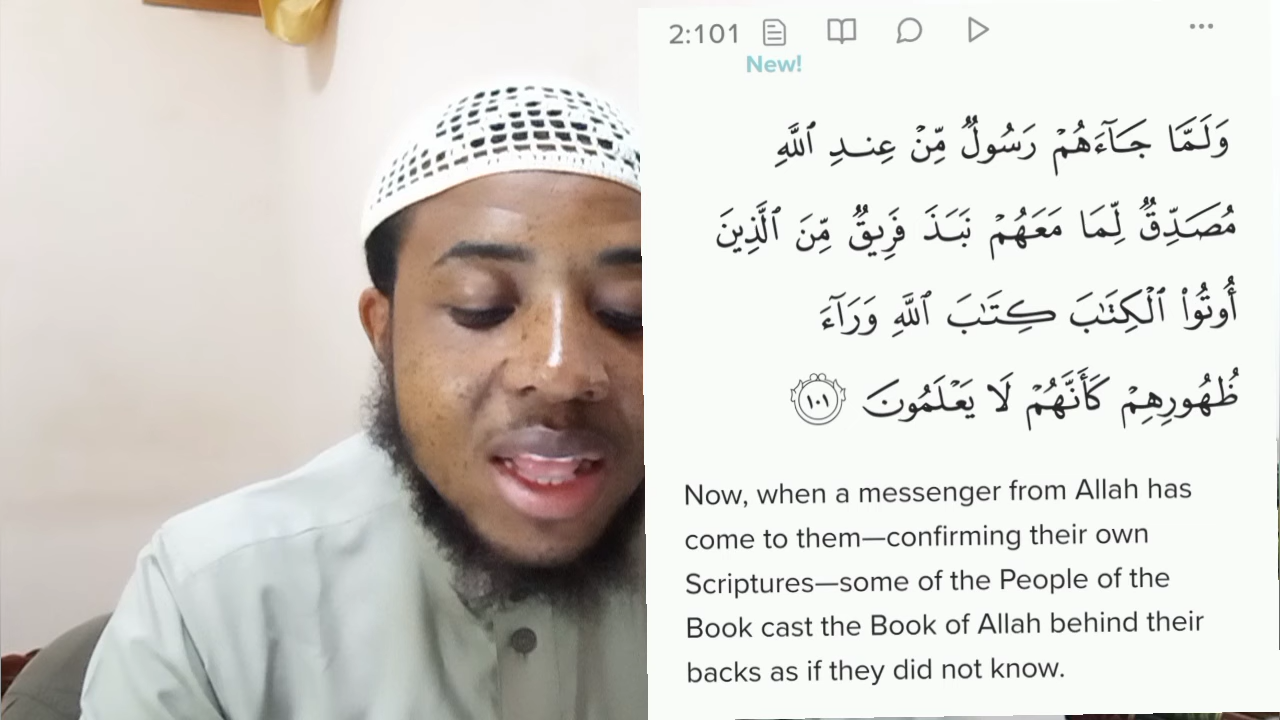 2:101
New!
وَلَمَّا جَآءَهُمْ رَسُولٌ مِّنْ عِندِ ٱللَّهِ
مُصَدِّقٌ لِّمَا مَعَهُمْ نَبَذَ فَرِيقٌ مِّنَ ٱلَّذِينَ
أُوتُوا۟ ٱلْكِتَـٰبَ كِتَـٰبَ ٱللَّهِ وَرَآءَ
ظُهُورِهِمْ كَأَنَّهُمْ لَا يَعْلَمُونَ ١٠١
Now, when a messenger from Allah has
come to them—confirming their own
Scriptures—some of the People of the
Book cast the Book of Allah behind their
backs as if they did not know.